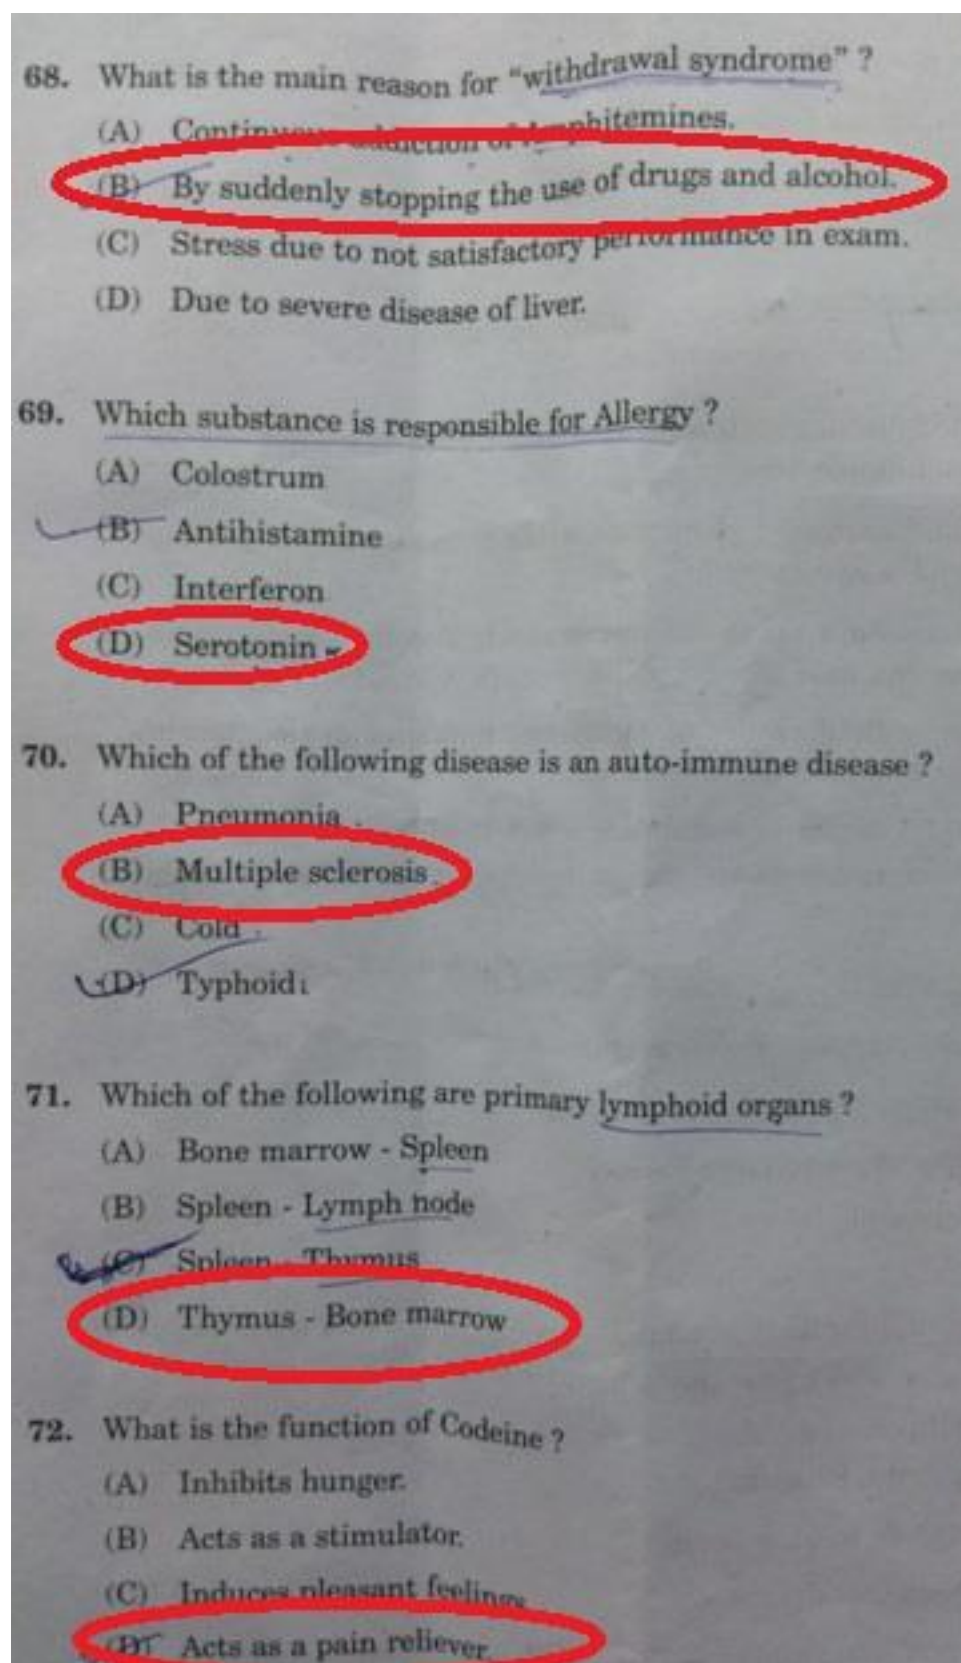 68. What is the main reason for "withdrawal syndrome" ?
(A) Continuous addiction of Amphitemines.
(B) By suddenly stopping the use of drugs and alcohol.
(C) Stress due to not satisfactory performance in exam.
(D) Due to severe disease of liver.
69. Which substance is responsible for Allergy ?
(A) Colostrum
(B) Antihistamine
(C) Interferon
(D) Serotonin
70. Which of the following disease is an auto-immune disease ?
(A) Pneumonia
(B) Multiple sclerosis
(C) Cold
(D) Typhoid
71. Which of the following are primary lymphoid organs ?
(A) Bone marrow - Spleen
(B) Spleen - Lymph node
(C) Spleen - Thymus
(D) Thymus - Bone marrow
72. What is the function of Codeine ?
(A) Inhibits hunger.
(B) Acts as a stimulator.
(C) Induces pleasant feeling
(D) Acts as a pain reliever.